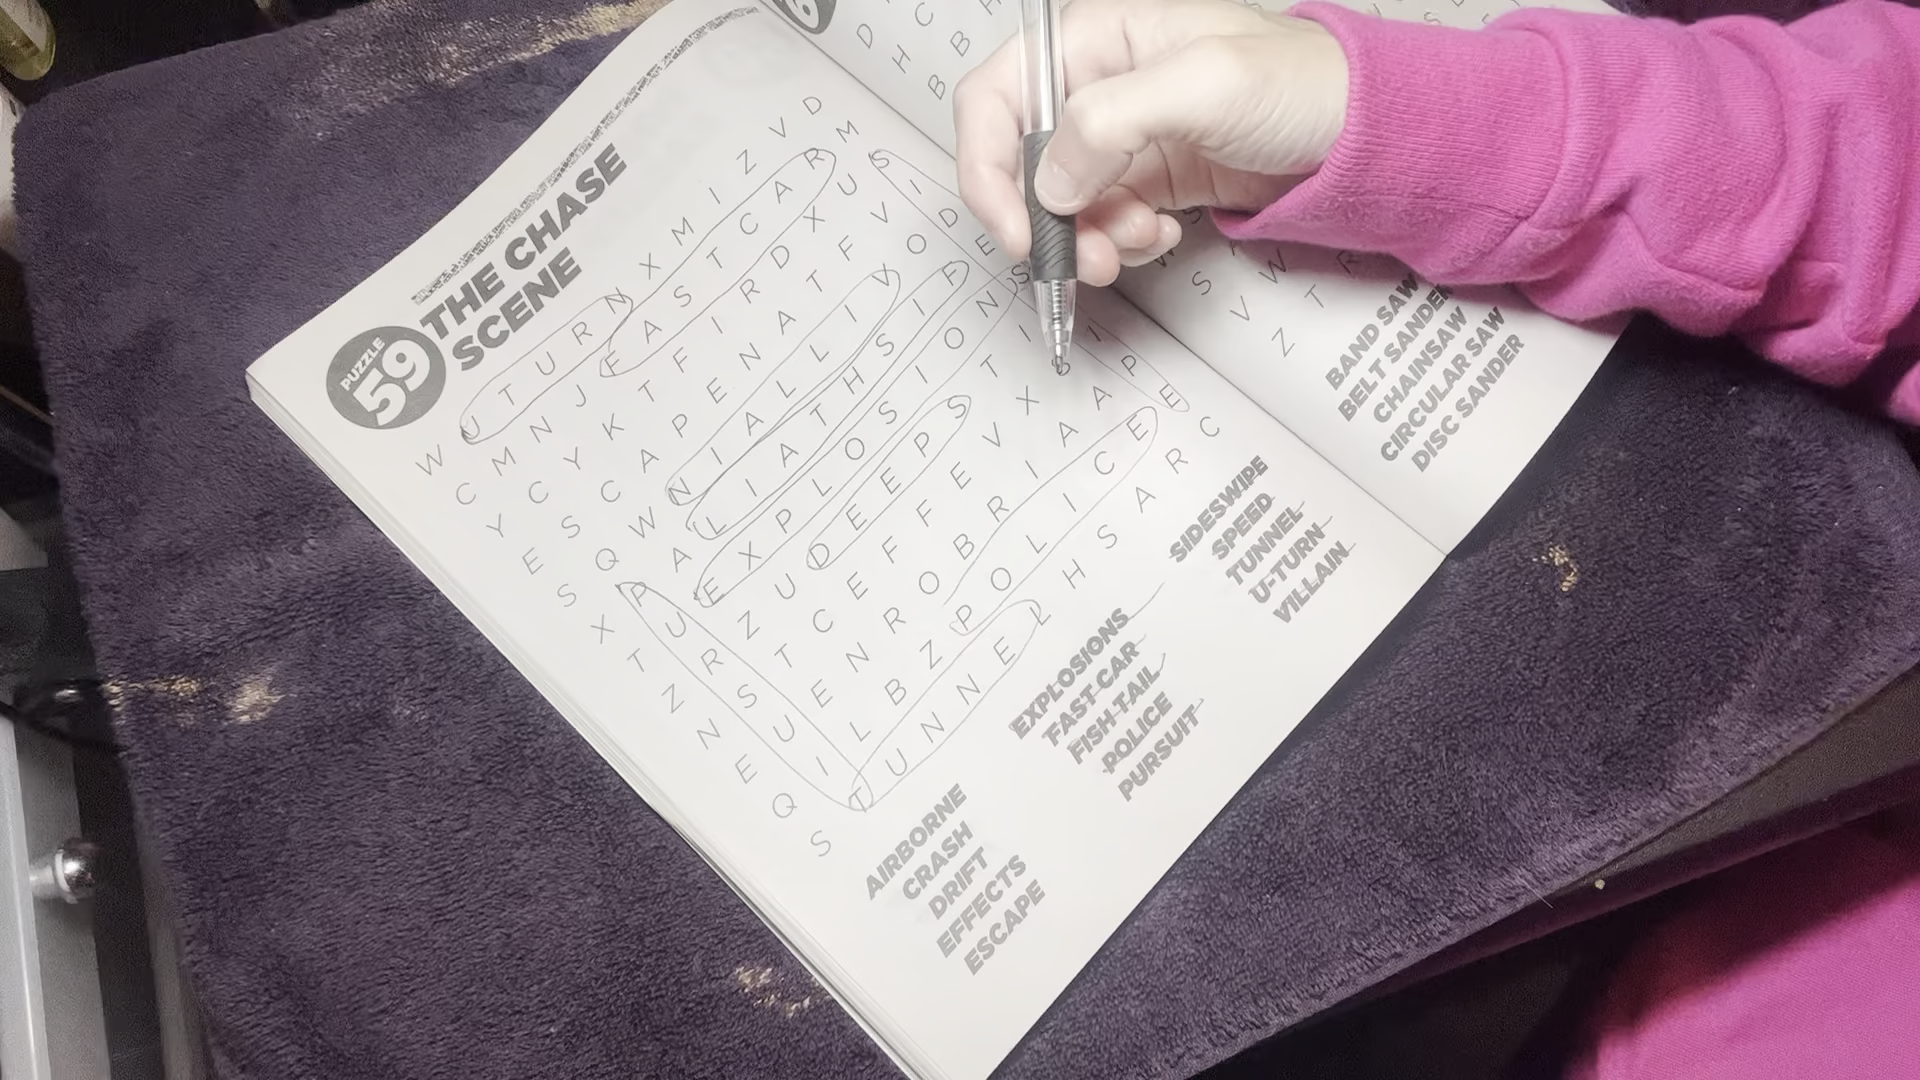 PUZZLE
59
THE CHASE
SCENE
W U T U R N X M I Z V D
C M N J F A S T C A R M
Y C Y K T F I R D X U S
E S C A P E N A T F V I
S Q W N I A L L I V O D
X P A L I A T H S I F E
T U E X P L O S I O N S
Z R Z U D E E P S T I
N S T C E F F E V X I
E U E N R O B R I A A P
Q I L B Z P O L I C E E
S T U N N E L H S A R C
AIRBORNE
CRASH
DRIFT
EFFECTS
ESCAPE
EXPLOSIONS
FAST CAR
FISH TAIL
POLICE
PURSUIT
SIDESWIPE
SPEED
TUNNEL
U-TURN
VILLAIN
BAND SAW
BELT SANDER
CHAINSAW
CIRCULAR SAW
DISC SANDER